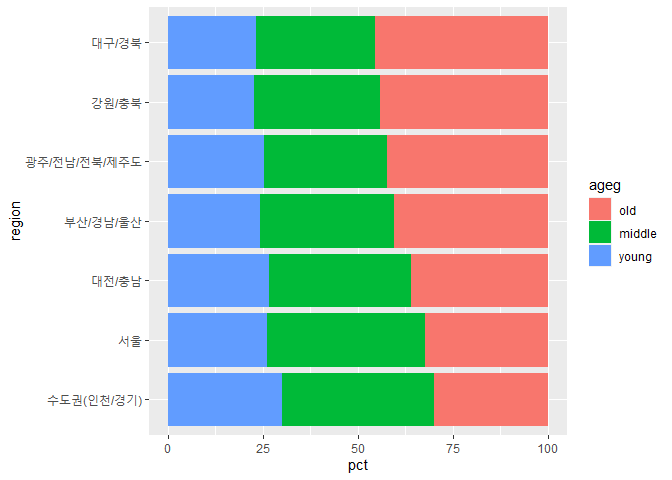 대구/경북
강원/충북
광주/전남/전북/제주도
부산/경남/울산
대전/충남
서울
수도권(인천/경기)
region
0
25
50
75
100
pct
ageg
old
middle
young